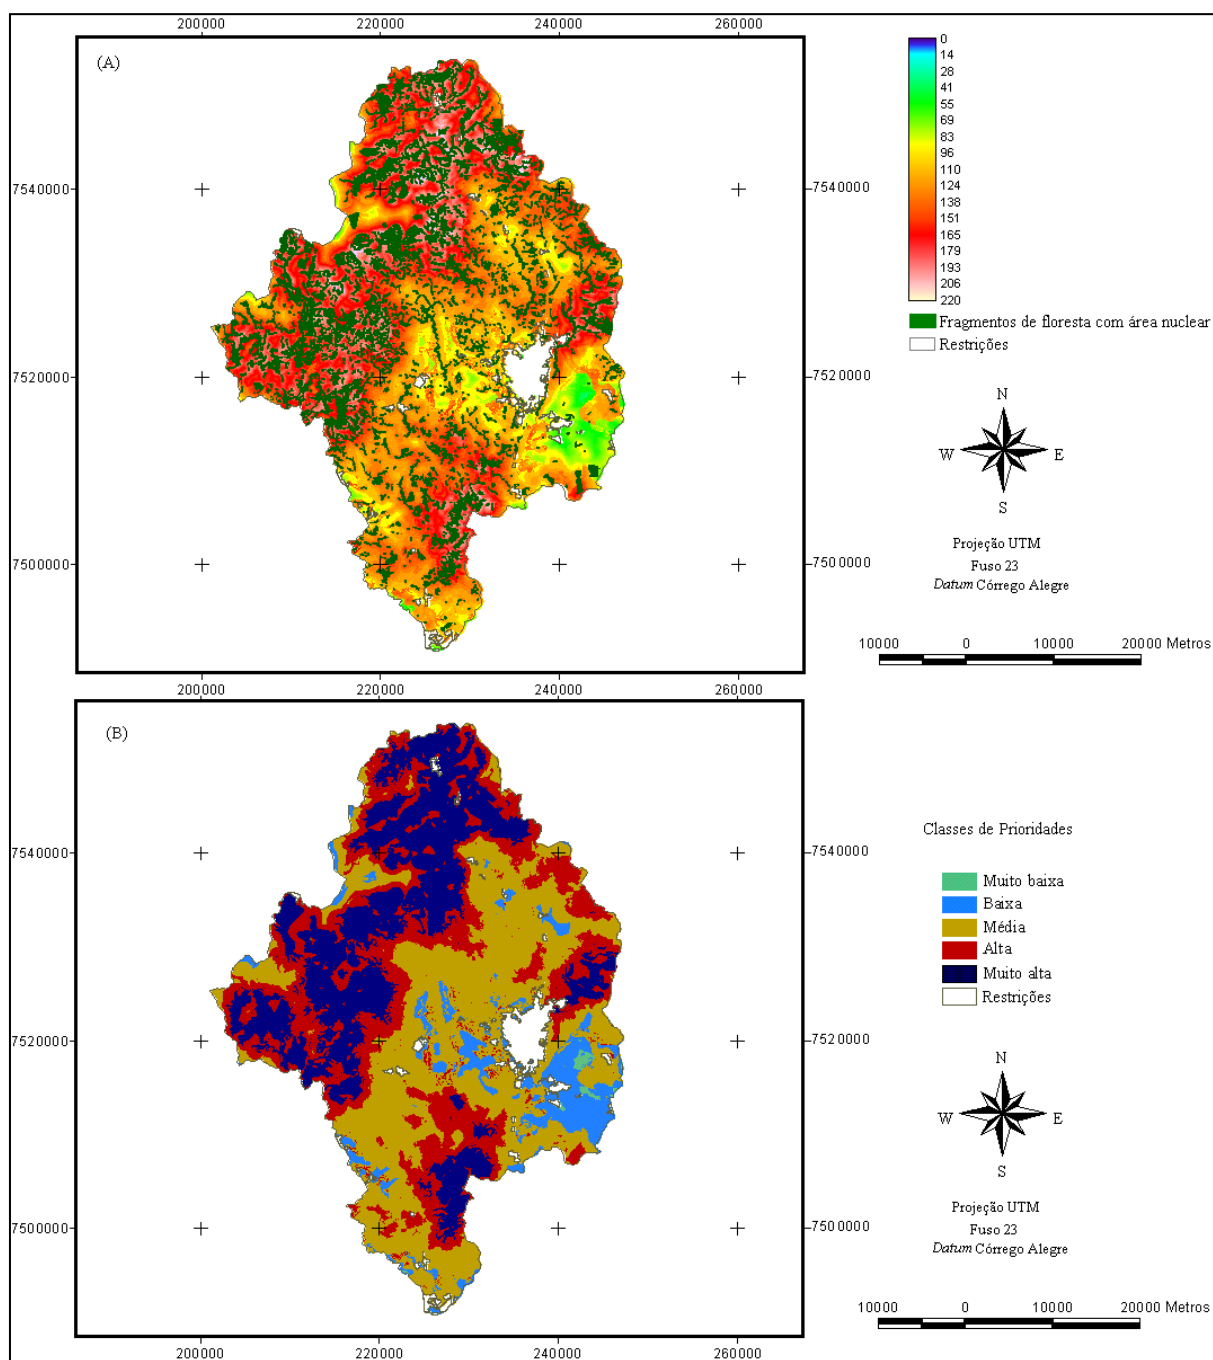 200000 220000 240000 260000
(A)
7540000
7520000
7500000
7540000
7520000
7500000
200000 220000 240000 260000
0
14
28
41
55
69
83
96
110
124
138
151
165
179
193
206
220
Fragmentos de floresta com área nuclear
Restrições
N
W E
S
Projeção UTM
Fuso 23
Datum Córrego Alegre
10000 0 10000 20000 Metros
(B)
7540000
7520000
7500000
7540000
7520000
7500000
200000 220000 240000 260000
Classes de Prioridades
Muito baixa
Baixa
Média
Alta
Muito alta
Restrições
N
W E
S
Projeção UTM
Fuso 23
Datum Córrego Alegre
10000 0 10000 20000 Metros